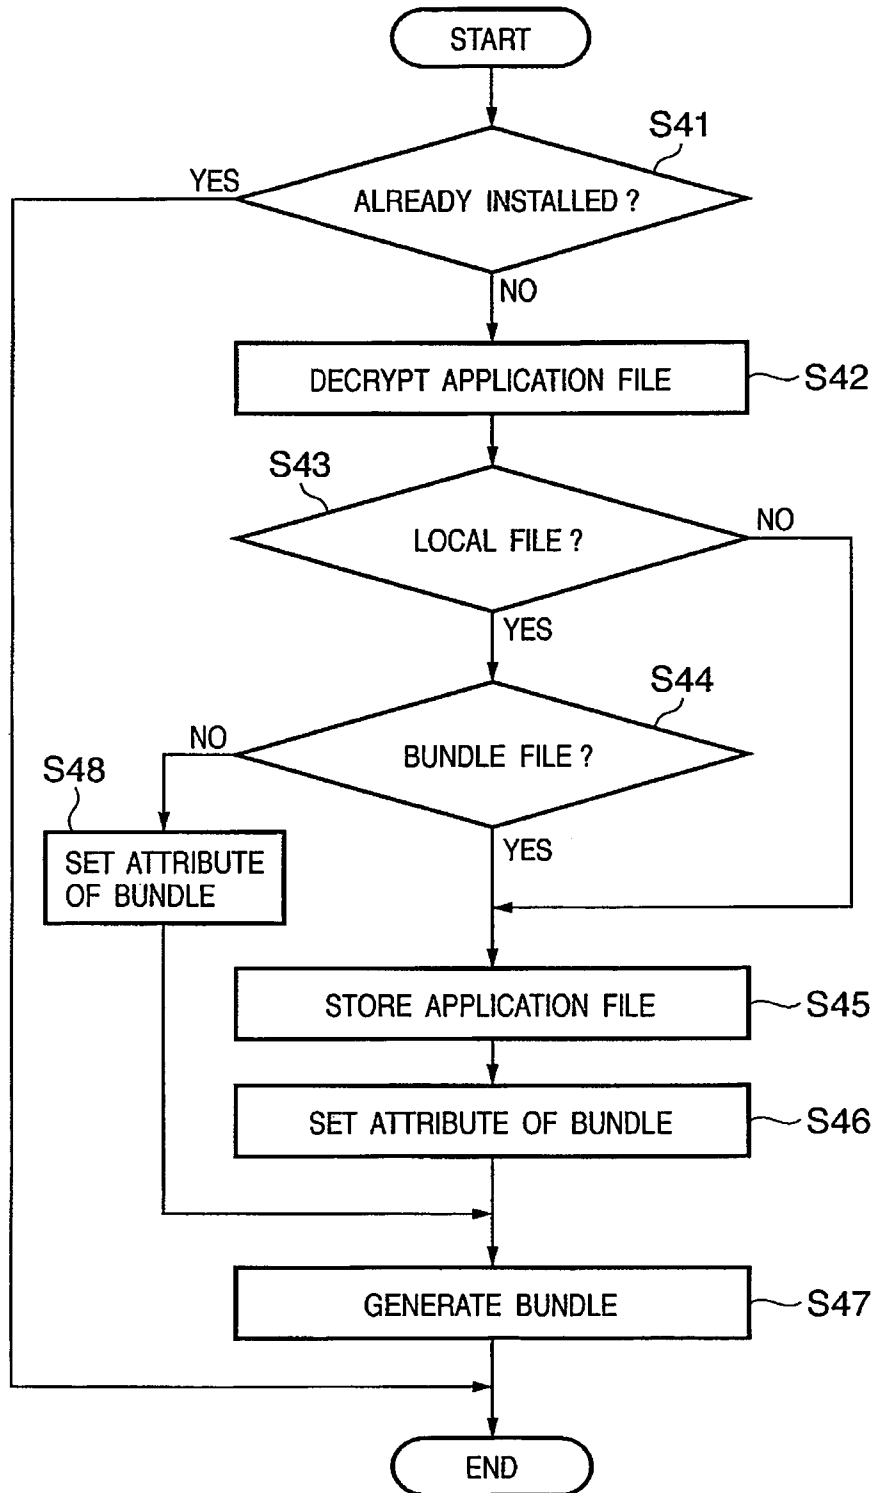 START
S41
YES
ALREADY INSTALLED ?
NO
DECRYPT APPLICATION FILE
S42
S43
NO
LOCAL FILE ?
YES
S44
NO
BUNDLE FILE ?
S48
YES
SET ATTRIBUTE
OF BUNDLE
STORE APPLICATION FILE
S45
SET ATTRIBUTE OF BUNDLE
S46
GENERATE BUNDLE
S47
END